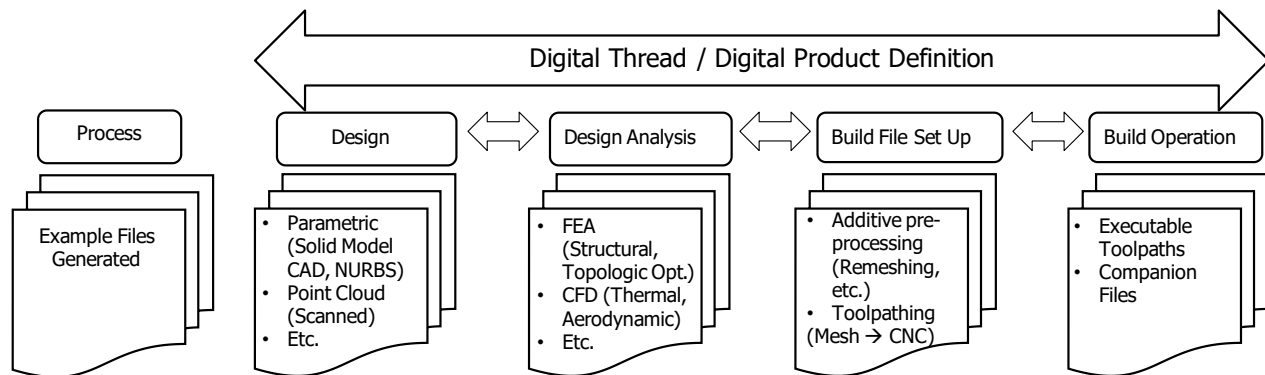 Digital Thread / Digital Product Definition
Process
Design
Design Analysis
Build File Set Up
Build Operation
Example Files
Generated
• Parametric
(Solid Model
CAD, NURBS)
• Point Cloud
(Scanned)
• Etc.
• FEA
(Structural,
Topologic Opt.)
• CFD (Thermal,
Aerodynamic)
• Etc.
• Additive pre-
processing
(Remeshing,
etc.)
• Toolpathing
(Mesh → CNC)
• Executable
Toolpaths
• Companion
Files